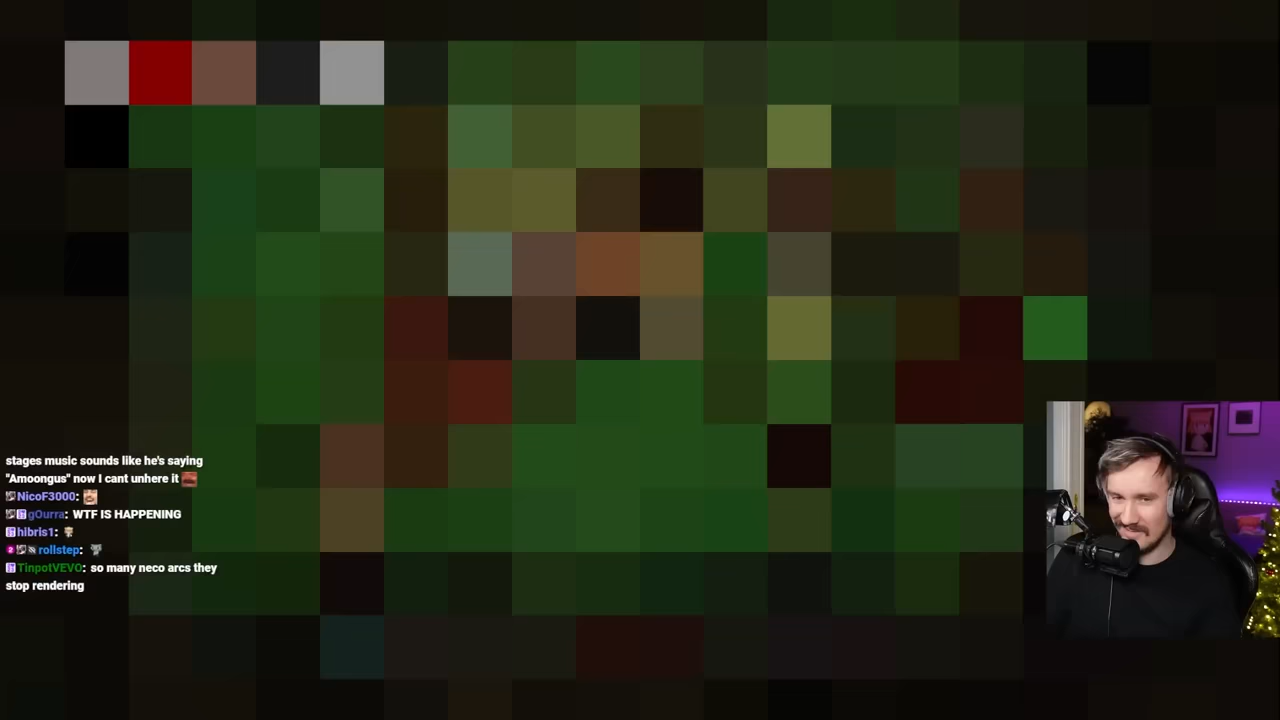 stages music sounds like he's saying
"Amoongus" now I cant unhere it
NicoF3000:
gOurra: WTF IS HAPPENING
hibris1:
rollstep:
TinpotVEVO: so many neco arcs they
stop rendering